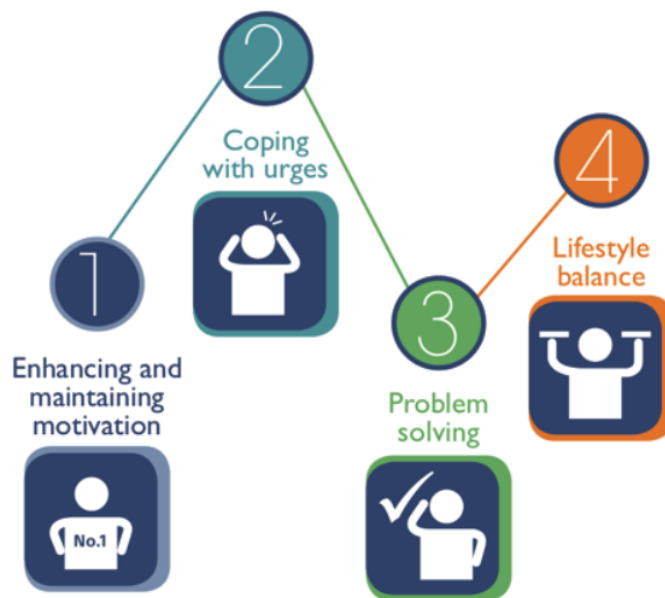 1
Enhancing and
maintaining
motivation
No.1
2
Coping
with urges
3
Problem
solving
4
Lifestyle
balance